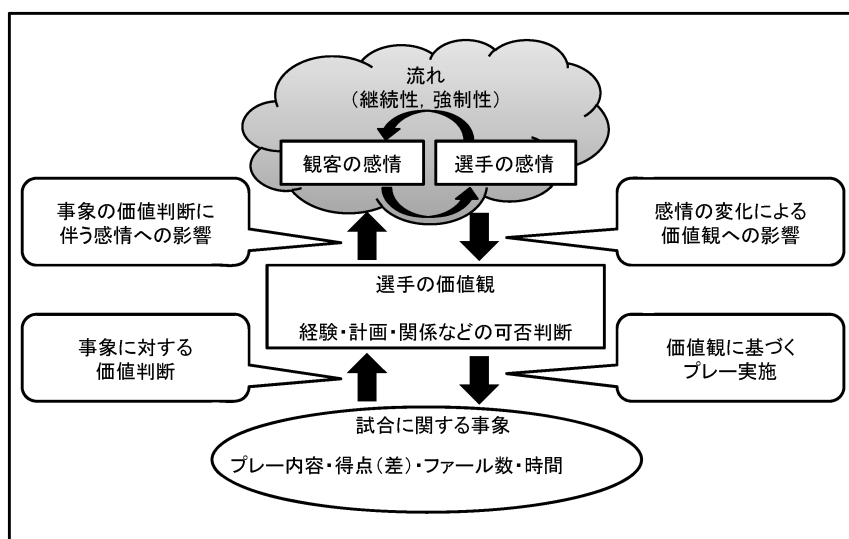 流れ
（継続性，強制性）
観客の感情
選手の感情
事象の価値判断に
伴う感情への影響
感情の変化による
価値観への影響
選手の価値観
経験・計画・関係などの可否判断
事象に対する
価値判断
価値観に基づく
プレー実施
試合に関する事象
プレー内容・得点（差）・ファール数・時間